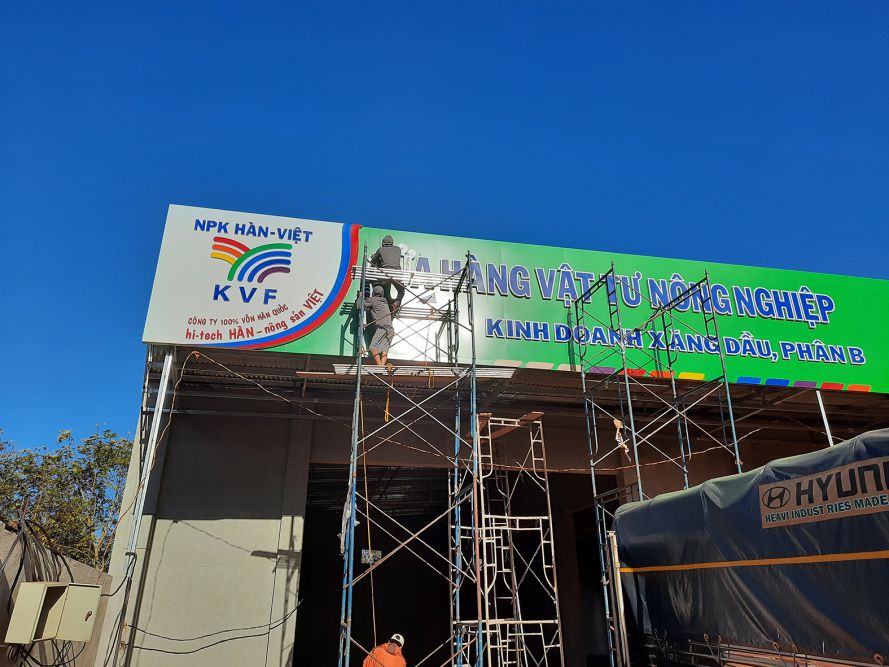 NPK HÀN-VIỆT
KVF
CÔNG TY 100% VỐN HÀN QUỐC
hi-tech HÀN - nông sản VIỆT
HÀNG VẬT TƯ NÔNG NGHIỆP
KINH DOANH XĂNG DẦU, PHÂN B
HYUN
HEAVI INDUST RIES MADE